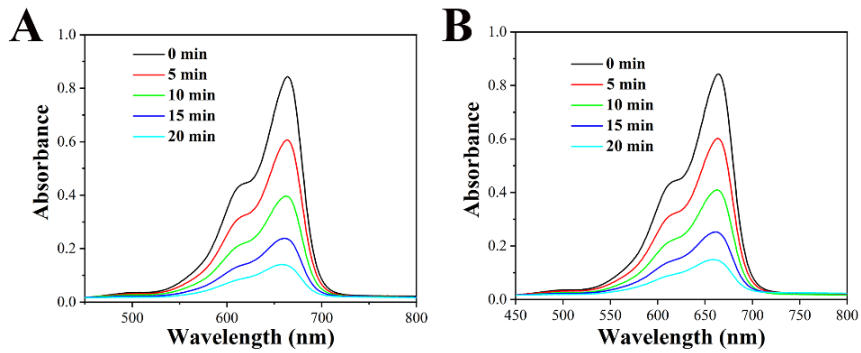 A
Absorbance
1.0
0.8
0.6
0.4
0.2
0.0
0 min
5 min
10 min
15 min
20 min
500 600 700 800
Wavelength (nm)
B
Absorbance
1.0
0.8
0.6
0.4
0.2
0.0
0 min
5 min
10 min
15 min
20 min
450 500 550 600 650 700 750 800
Wavelength (nm)